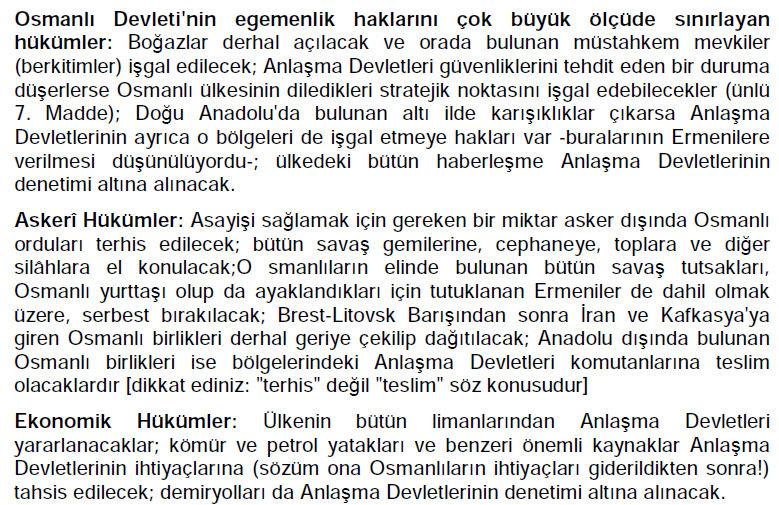 Osmanlı Devleti'nin egemenlik haklarını çok büyük ölçüde sınırlayan
hükümler: Boğazlar derhal açılacak ve orada bulunan müstahkem mevkiler
(berkitimler) işgal edilecek; Anlaşma Devletleri güvenliklerini tehdit eden bir duruma
düşerlerse Osmanlı ülkesinin diledikleri stratejik noktasını işgal edebilecekler (ünlü
7. Madde); Doğu Anadolu'da bulunan altı ilde karışıklıklar çıkarsa Anlaşma
Devletlerinin ayrıca o bölgeleri de işgal etmeye hakları var -buralarının Ermenilere
verilmesi düşünülüyordu-; ülkedeki bütün haberleşme Anlaşma Devletlerinin
denetimi altına alınacak.
Askerî Hükümler: Asayişi sağlamak için gereken bir miktar asker dışında Osmanlı
orduları terhis edilecek; bütün savaş gemilerine, cephaneye, toplara ve diğer
silâhlara el konulacak;O smanlıların elinde bulunan bütün savaş tutsakları,
Osmanlı yurttaşı olup da ayaklandıkları için tutuklanan Ermeniler de dahil olmak
üzere, serbest bırakılacak; Brest-Litovsk Barışından sonra İran ve Kafkasya'ya
giren Osmanlı birlikleri derhal geriye çekilip dağıtılacak; Anadolu dışında bulunan
Osmanlı birlikleri ise bölgelerindeki Anlaşma Devletleri komutanlarına teslim
olacaklardır [dikkat ediniz: "terhis" değil "teslim" söz konusudur]
Ekonomik Hükümler: Ülkenin bütün limanlarından Anlaşma Devletleri
yararlanacaklar; kömür ve petrol yatakları ve benzeri önemli kaynaklar Anlaşma
Devletlerinin ihtiyaçlarına (sözüm ona Osmanlıların ihtiyaçları giderildikten sonra!)
tahsis edilecek; demiryolları da Anlaşma Devletlerinin denetimi altına alınacak.